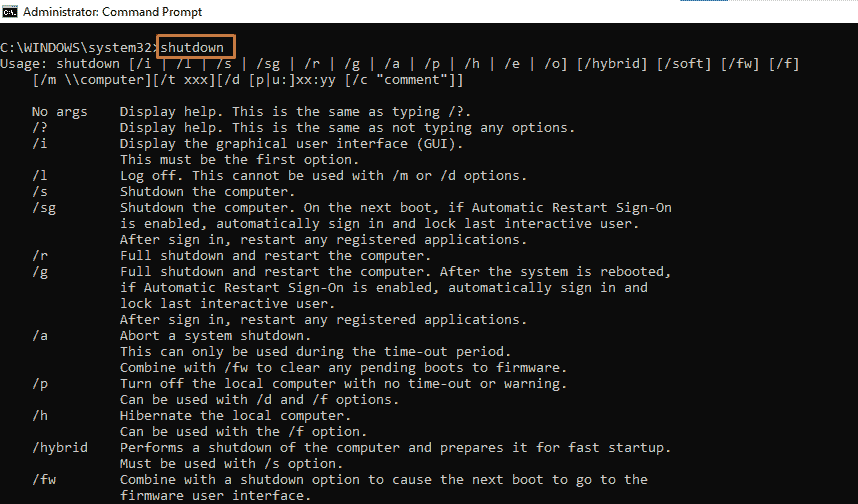 Administrator: Command Prompt
C:\WINDOWS\system32>shutdown
Usage: shutdown [/i | /l | /s | /sg | /r | /g | /a | /p | /h | /e | /o] [/hybrid] [/soft] [/fw] [/f]
[/m \\computer][/t xxx][/d [p|u:]xx:yy [/c "comment"]]
No args Display help. This is the same as typing /?.
/? Display help. This is the same as not typing any options.
/i Display the graphical user interface (GUI).
This must be the first option.
/l Log off. This cannot be used with /m or /d options.
/s Shutdown the computer.
/sg Shutdown the computer. On the next boot, if Automatic Restart Sign-On
is enabled, automatically sign in and lock last interactive user.
After sign in, restart any registered applications.
/r Full shutdown and restart the computer.
/g Full shutdown and restart the computer. After the system is rebooted,
if Automatic Restart Sign-On is enabled, automatically sign in and
lock last interactive user.
After sign in, restart any registered applications.
/a Abort a system shutdown.
This can only be used during the time-out period.
Combine with /fw to clear any pending boots to firmware.
/p Turn off the local computer with no time-out or warning.
Can be used with /d and /f options.
/h Hibernate the local computer.
Can be used with the /f option.
/hybrid Performs a shutdown of the computer and prepares it for fast startup.
Must be used with /s option.
/fw Combine with a shutdown option to cause the next boot to go to the
firmware user interface.